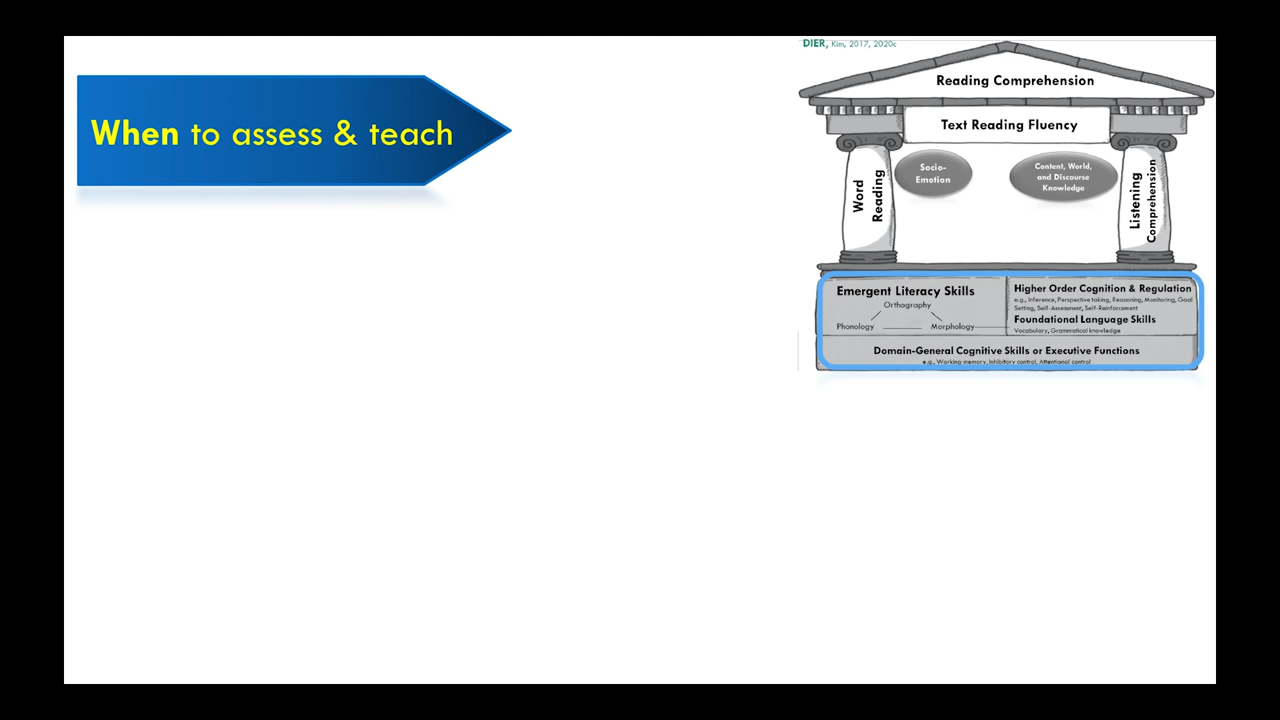 When to assess & teach
DIER, Kim, 2017, 2020c
Reading Comprehension
Text Reading Fluency
Word
Reading
Socio-
Emotion
Content, World,
and Discourse
Knowledge
Listening
Comprehension
Emergent Literacy Skills
Orthography
Phonology
Morphology
Higher Order Cognition & Regulation
e.g., Inference, Perspective taking, Reasoning, Monitoring, Goal
Setting, Self-Assessment, Self-Reinforcement
Foundational Language Skills
Vocabulary, Grammatical knowledge
Domain-General Cognitive Skills or Executive Functions
e.g., Working memory, Inhibitory control, Attentional control